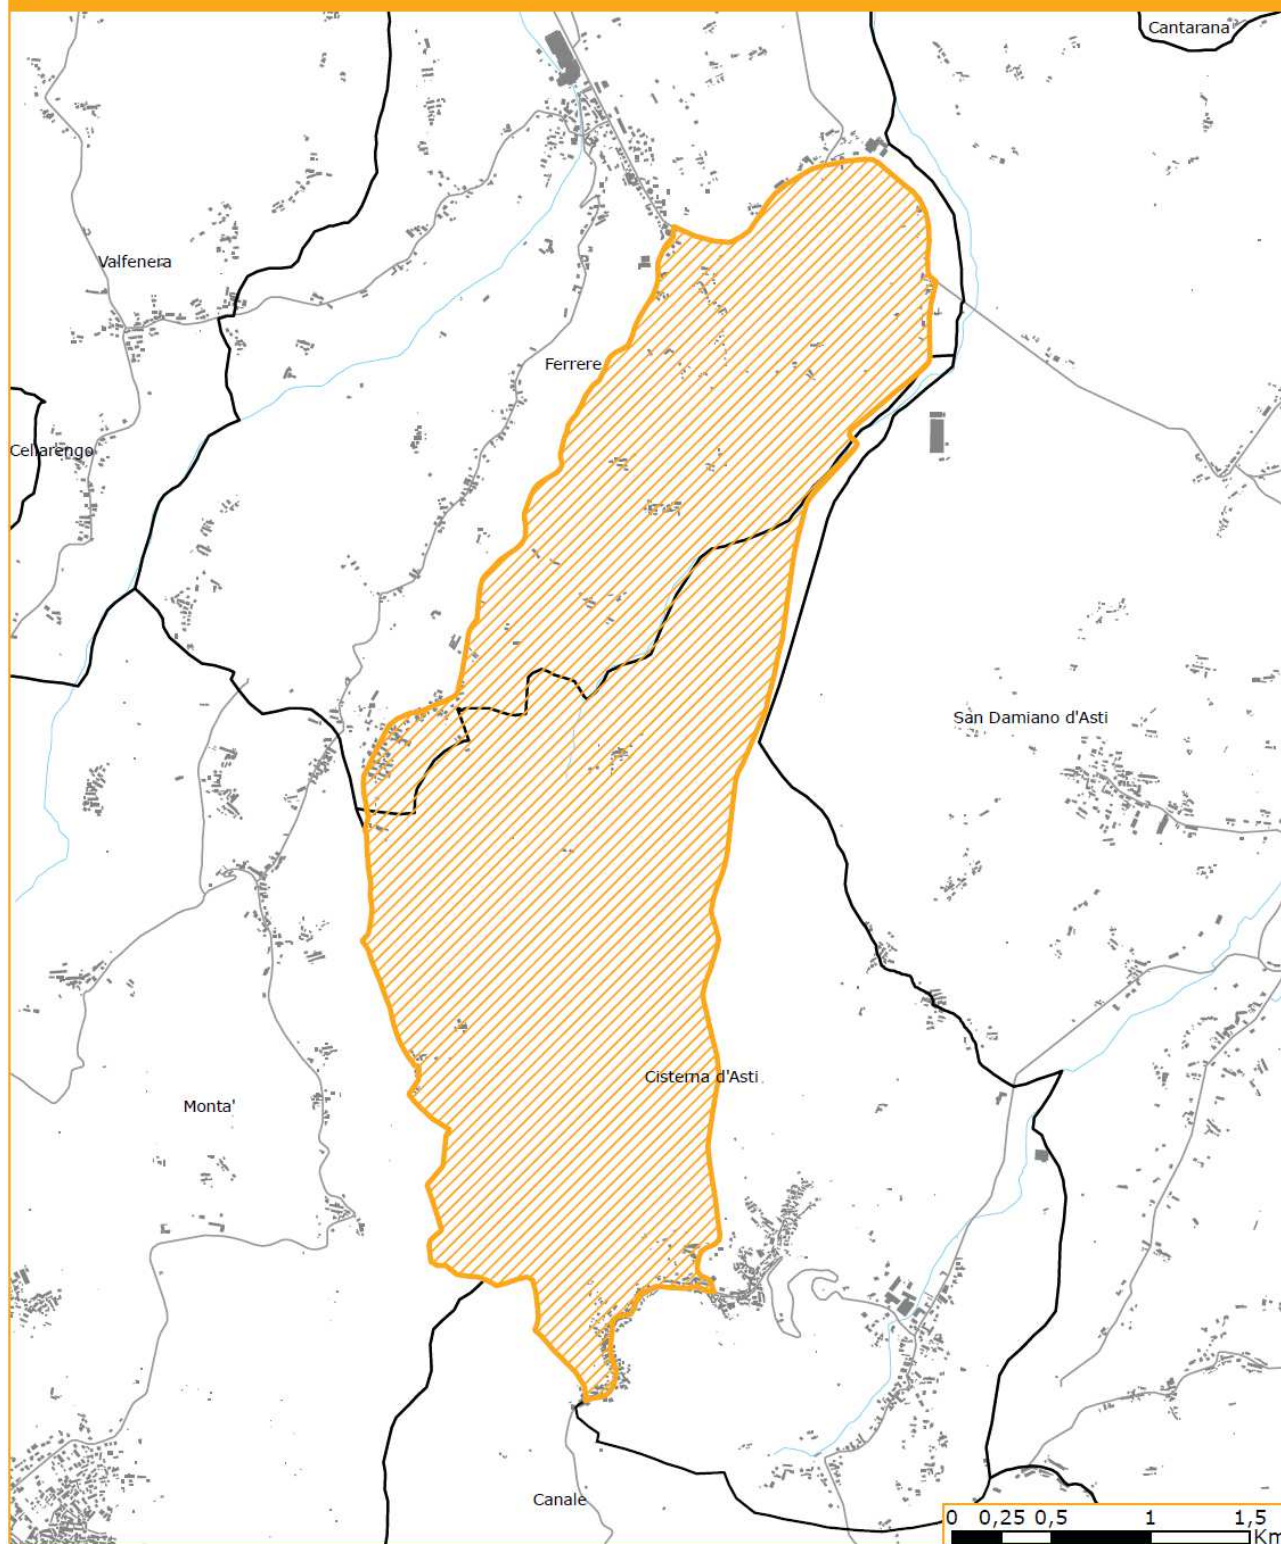 Cantarana
Valfenera
Ferrere
Cellarengo
San Damiano d'Asti
Cisterna d'Asti
Monta'
Canale
0 0,25 0,5 1 1,5
Km